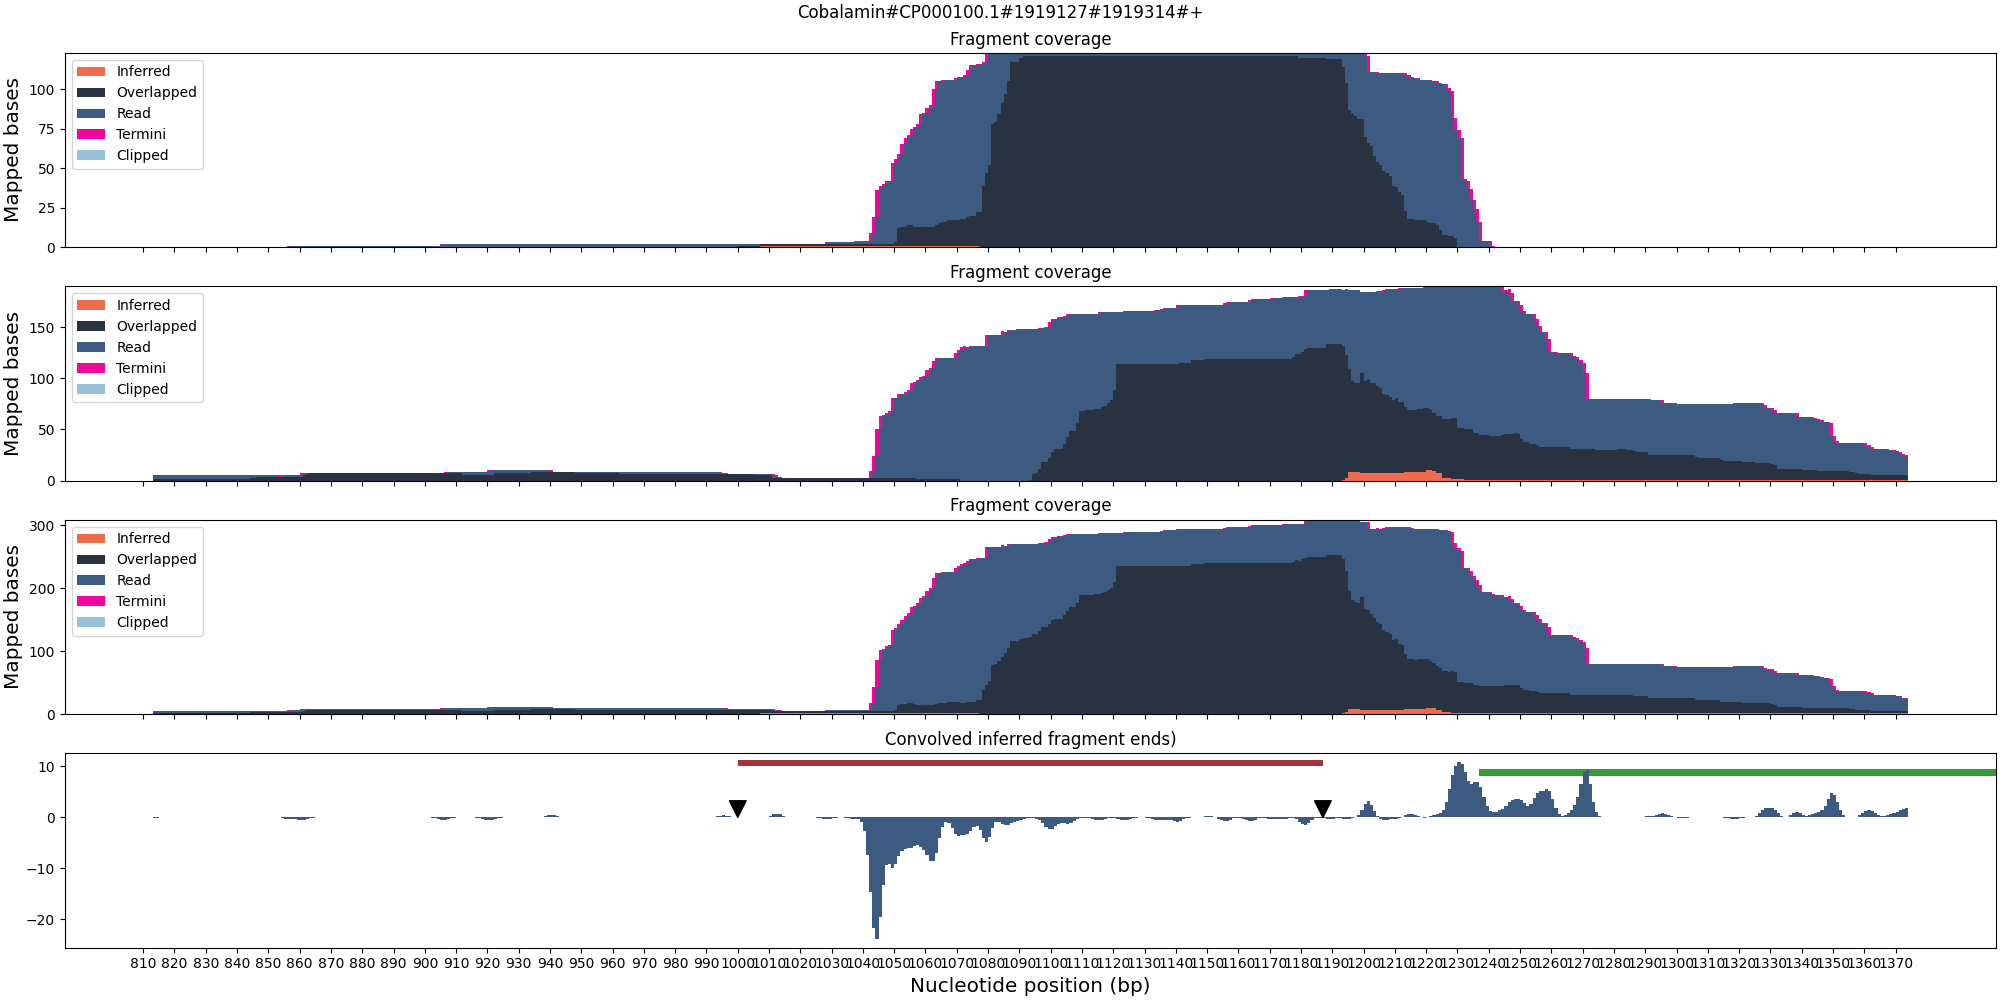 Cobalamin#CP000100.1#1919127#1919314#+
Fragment coverage
Mapped bases
100
75
50
25
0
Inferred
Overlapped
Read
Termini
Clipped
Fragment coverage
Mapped bases
150
100
50
0
Inferred
Overlapped
Read
Termini
Clipped
Fragment coverage
Mapped bases
300
200
100
0
Inferred
Overlapped
Read
Termini
Clipped
Convolved inferred fragment ends)
10
0
−10
−20
810 820 830 840 850 860 870 880 890 900 910 920 930 940 950 960 970 980 990 1000 1010 1020 1030 1040 1050 1060 1070 1080 1090 1100 1110 1120 1130 1140 1150 1160 1170 1180 1190 1200 1210 1220 1230 1240 1250 1260 1270 1280 1290 1300 1310 1320 1330 1340 1350 1360 1370
Nucleotide position (bp)